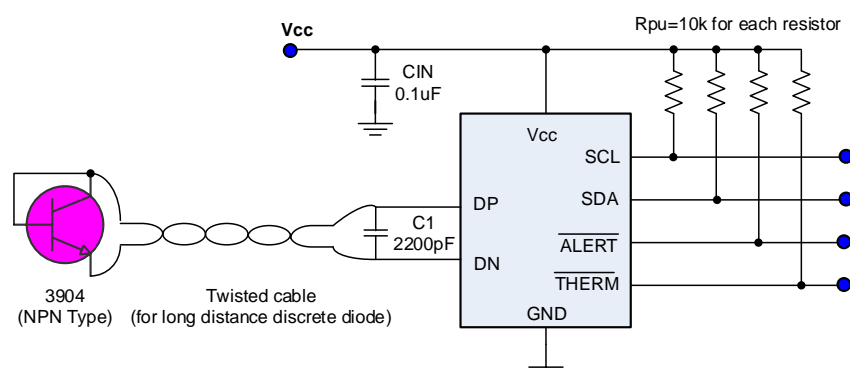 Vcc
Rpu=10k for each resistor
CIN
0.1uF
Vcc
SCL
DP
SDA
C1
2200pF
ALERT
DN
THERM
GND
3904
(NPN Type)
Twisted cable
(for long distance discrete diode)